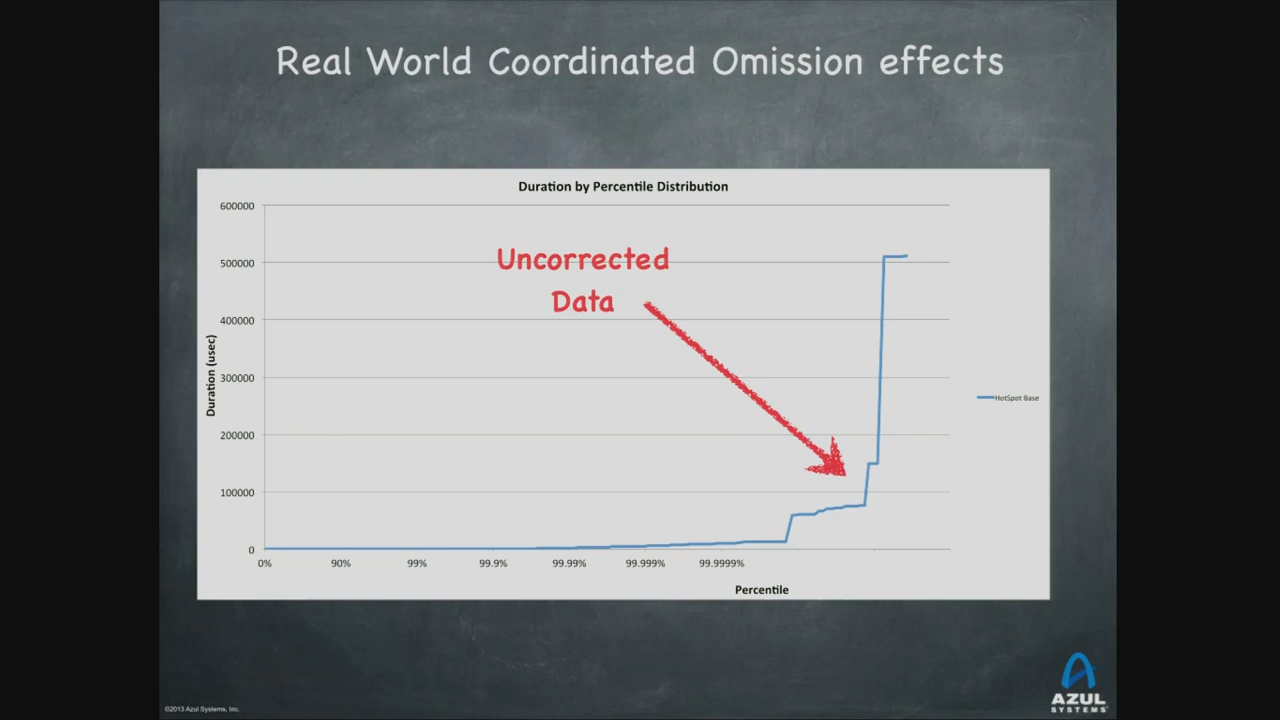 Real World Coordinated Omission effects
Duration by Percentile Distribution
600000
500000
400000
300000
200000
100000
0
Duration (usec)
Uncorrected
Data
HotSpot Base
0% 90% 99% 99.9% 99.99% 99.999% 99.9999%
Percentile
©2013 Azul Systems, Inc.
AZUL
SYSTEMS